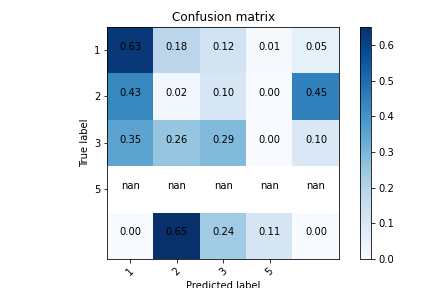 Confusion matrix
0.63 0.18 0.12 0.01 0.05
0.43 0.02 0.10 0.00 0.45
0.35 0.26 0.29 0.00 0.10
nan nan nan nan nan
0.00 0.65 0.24 0.11 0.00
1
2
3
5
True label
1 2 3 5
Predicted label
0.6
0.5
0.4
0.3
0.2
0.1
0.0